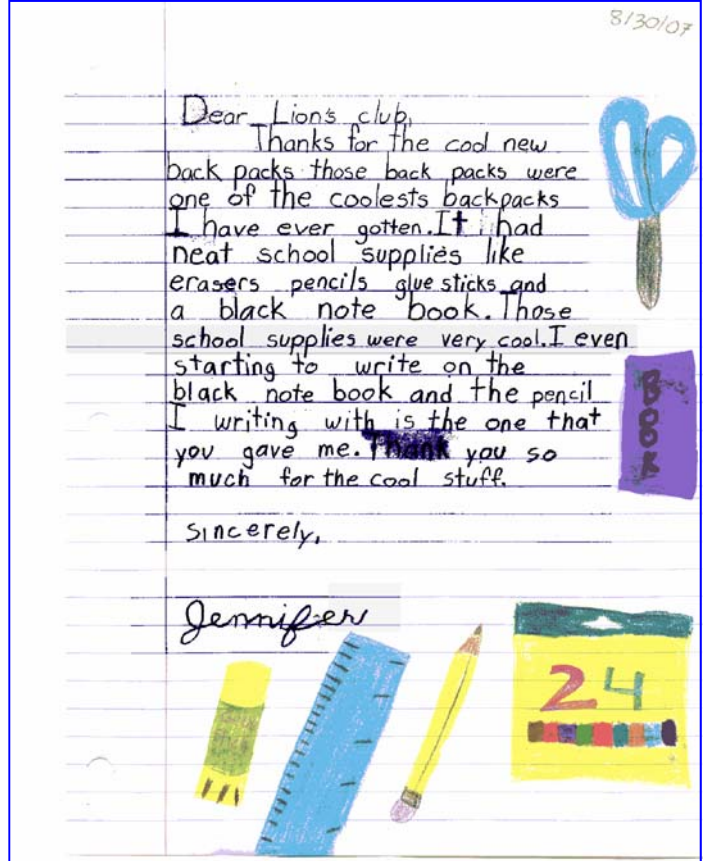 8/30/07
Dear Lion's club,
Thanks for the cool new
back packs those back packs were
one of the coolests backpacks
I have ever gotten. It had
neat school supplies like
erasers pencils glue sticks and
a black note book. Those
school supplies were very cool. I even
starting to write on the
black note book and the pencil
I writing with is the one that
you gave me. Thank you so
much for the cool stuff.
Sincerely,
Jennifer
BOOK
24